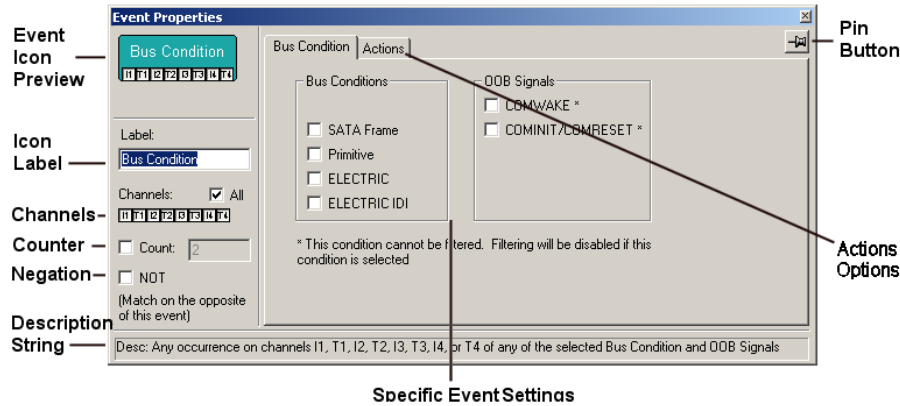 Event Properties
Event
Icon
Preview
Bus Condition
I1 T1 I2 T2 I3 T3 I4 T4
Bus Condition
Actions
Pin
Button
Bus Conditions
OOB Signals
COMWAKE *
SATA Frame
COMINIT/COMRESET *
Primitive
ELECTRIC
ELECTRIC IDI
Icon
Label
Label:
Bus Condition
Channels
Channels:
All
I1 T1 I2 T2 I3 T3 I4 T4
Counter
Count:
2
Negation
NOT
(Match on the opposite
of this event)
* This condition cannot be filtered. Filtering will be disabled if this
condition is selected
Actions
Options
Description
String
Desc: Any occurrence on channels I1, T1, I2, T2, I3, T3, I4, or T4 of any of the selected Bus Condition and OOB Signals
Specific Event Settings